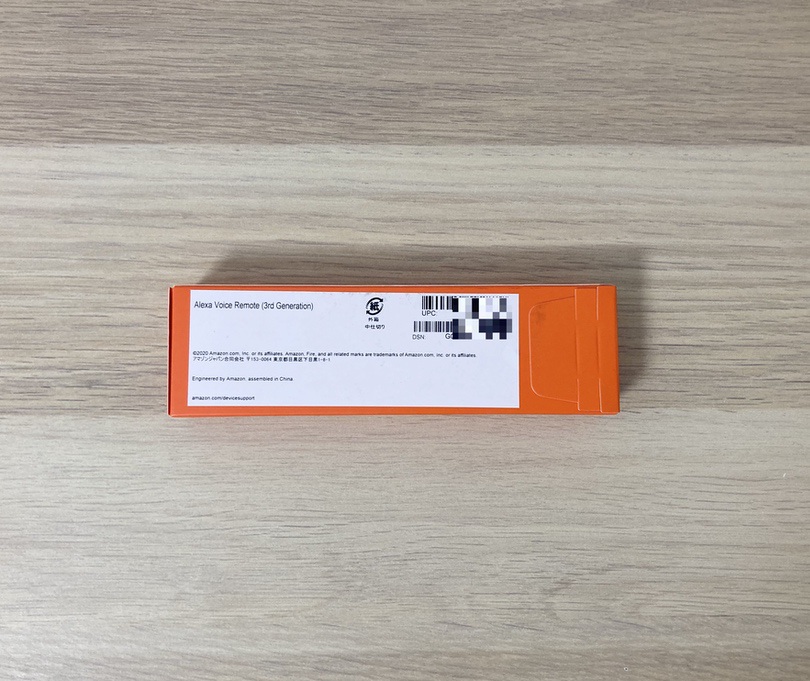 Alexa Voice Remote (3rd Generation)
紙
外箱
中仕切り
UPC:
DSN:
©2020 Amazon.com, Inc. or its affiliates. Amazon, Fire, and all related marks are trademarks of Amazon.com, Inc. or its affiliates.
アマゾンジャパン合同会社 〒153-0064 東京都目黒区下目黒1-8-1
Engineered by Amazon, assembled in China.
amazon.com/devicesupport